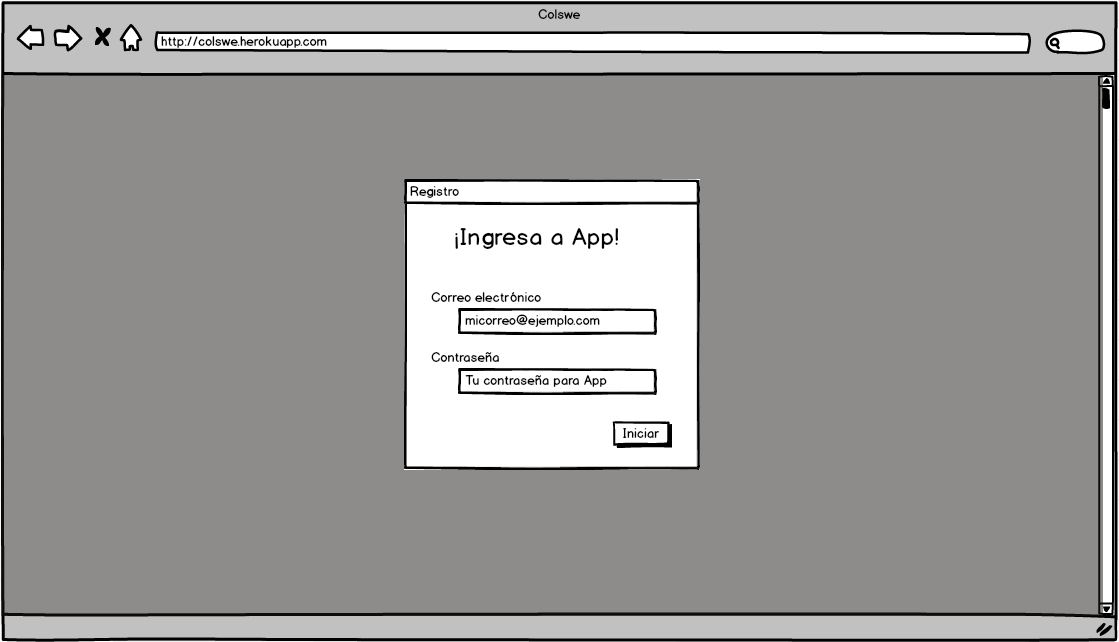 Colswe
http://colswe.herokuapp.com
Registro
¡Ingresa a App!
Correo electrónico
micorreo@ejemplo.com
Contraseña
Tu contraseña para App
Iniciar